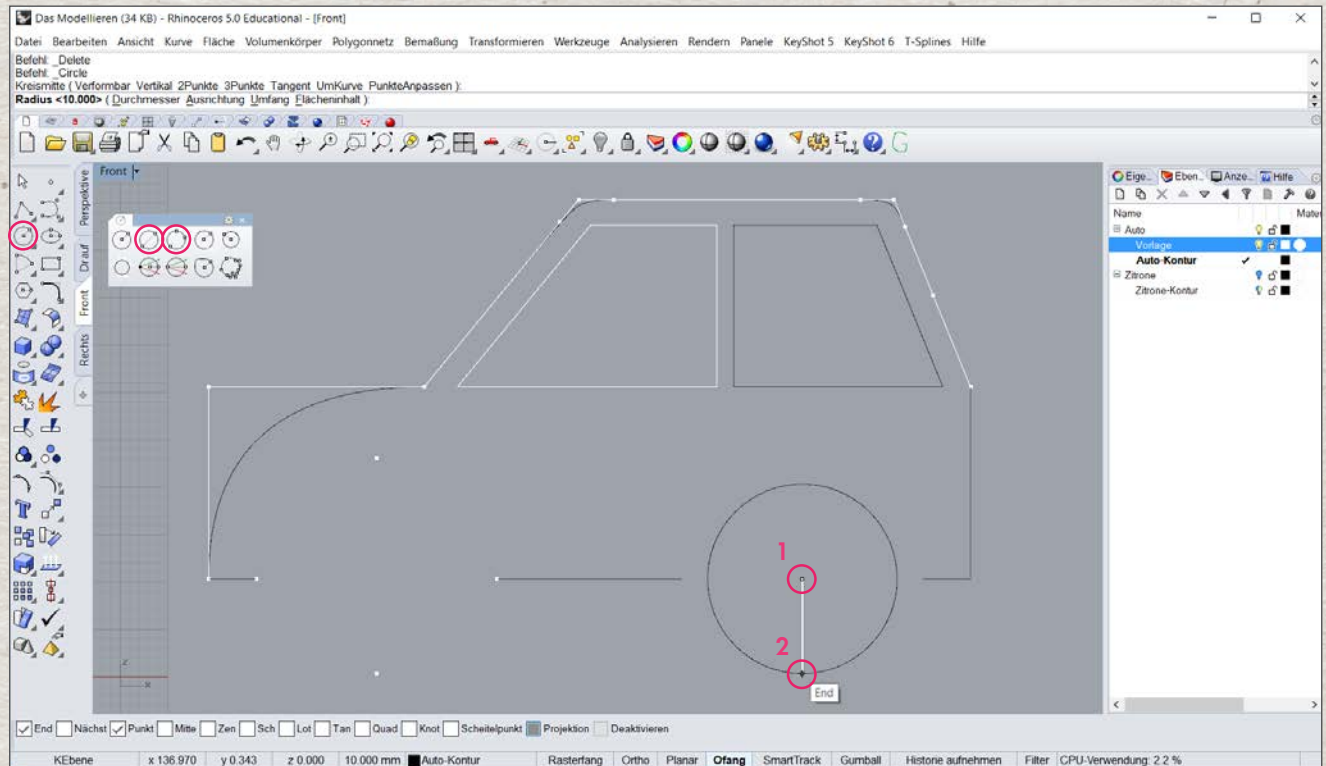 Das Modellieren (34 KB) - Rhinoceros 5.0 Educational - [Front]
Datei Bearbeiten Ansicht Kurve Fläche Volumenkörper Polygonnetz Bemaßung Transformieren Werkzeuge Analysieren Rendern Panele KeyShot 5 KeyShot 6 T-Splines Hilfe
Befehl: _Delete
Befehl: _Circle
Kreismitte ( Verformbar Vertikal 2Punkte 3Punkte Tangent UmKurve PunkteAnpassen ):
Radius <10.000> ( Durchmesser Ausrichtung Umfang Flächeninhalt ):
Front
Perspektive
Drauf
Front
Rechts
Eige... Eben... Anze... Hilfe
Name Mater
Auto
Vorlage
Auto-Kontur
Zitrone
Zitrone-Kontur
1
2
End
z
x
End Nächst Punkt Mitte Zen Sch Lot Tan Quad Knot Scheitelpunkt Projektion Deaktivieren
KEbene x 136.970 y 0.343 z 0.000 10.000 mm Auto-Kontur Rasterfang Ortho Planar Ofang SmartTrack Gumball Historie aufnehmen Filter CPU-Verwendung: 2.2 %